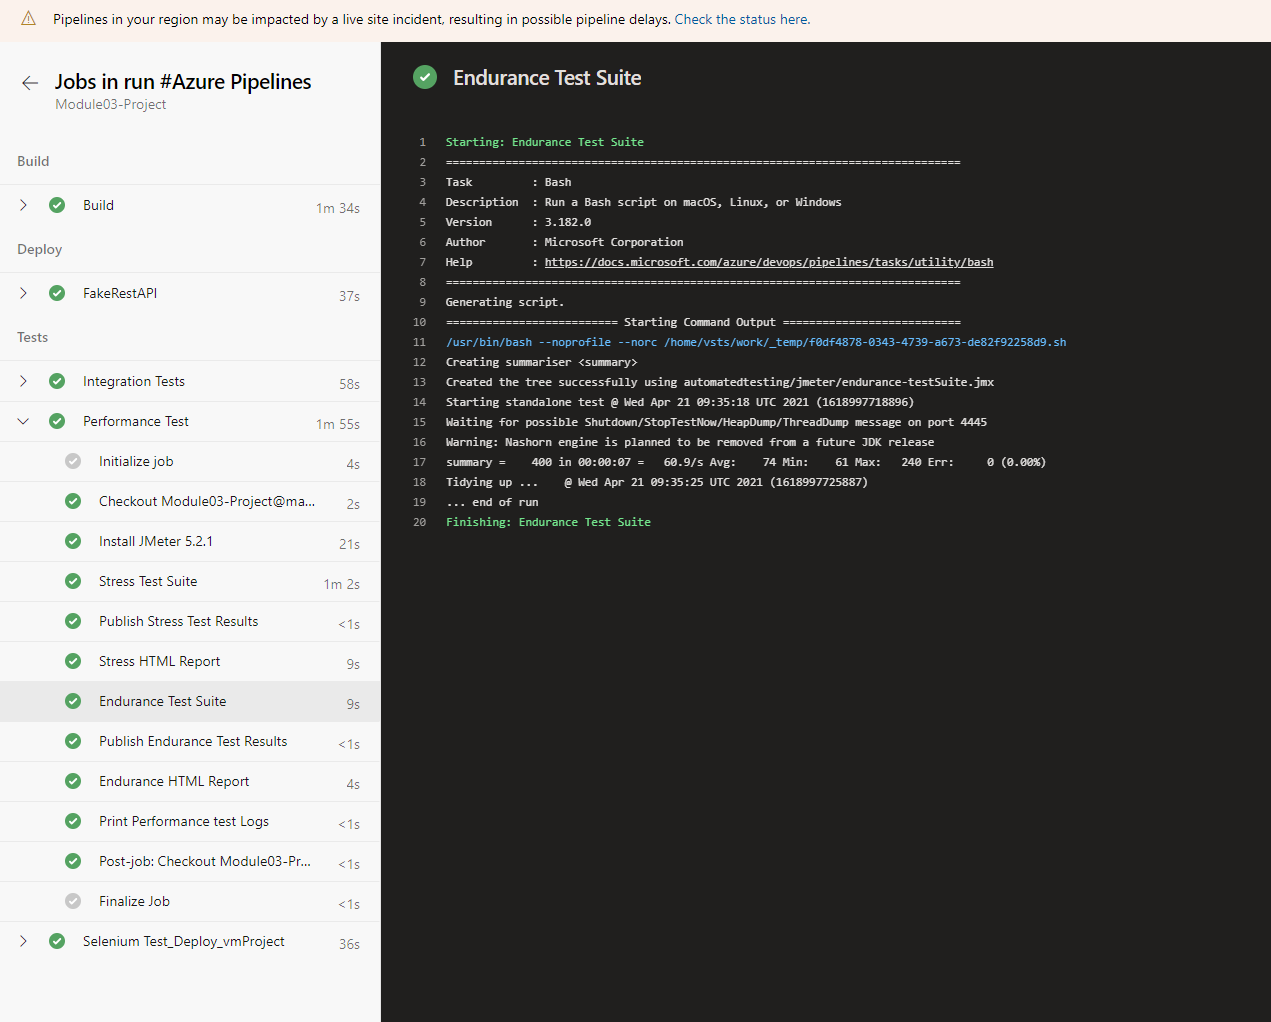 Pipelines in your region may be impacted by a live site incident, resulting in possible pipeline delays. Check the status here.
Jobs in run #Azure Pipelines
Module03-Project
Build
Build 1m 34s
Deploy
FakeRestAPI 37s
Tests
Integration Tests 58s
Performance Test 1m 55s
Initialize job 4s
Checkout Module03-Project@ma... 2s
Install JMeter 5.2.1 21s
Stress Test Suite 1m 2s
Publish Stress Test Results <1s
Stress HTML Report 9s
Endurance Test Suite 9s
Publish Endurance Test Results <1s
Endurance HTML Report 4s
Print Performance test Logs <1s
Post-job: Checkout Module03-Pr... <1s
Finalize Job <1s
Selenium Test_Deploy_vmProject 36s
Endurance Test Suite
1 Starting: Endurance Test Suite
2 ==============================================================================
3 Task         : Bash
4 Description  : Run a Bash script on macOS, Linux, or Windows
5 Version      : 3.182.0
6 Author       : Microsoft Corporation
7 Help         : https://docs.microsoft.com/azure/devops/pipelines/tasks/utility/bash
8 ==============================================================================
9 Generating script.
10 ========================== Starting Command Output ===========================
11 /usr/bin/bash --noprofile --norc /home/vsts/work/_temp/f0df4878-0343-4739-a673-de82f92258d9.sh
12 Creating summariser <summary>
13 Created the tree successfully using automatedtesting/jmeter/endurance-testSuite.jmx
14 Starting standalone test @ Wed Apr 21 09:35:18 UTC 2021 (1618997718896)
15 Waiting for possible Shutdown/StopTestNow/HeapDump/ThreadDump message on port 4445
16 Warning: Nashorn engine is planned to be removed from a future JDK release
17 summary =    400 in 00:00:07 =   60.9/s Avg:    74 Min:    61 Max:   240 Err:     0 (0.00%)
18 Tidying up ...    @ Wed Apr 21 09:35:25 UTC 2021 (1618997725887)
19 ... end of run
20 Finishing: Endurance Test Suite